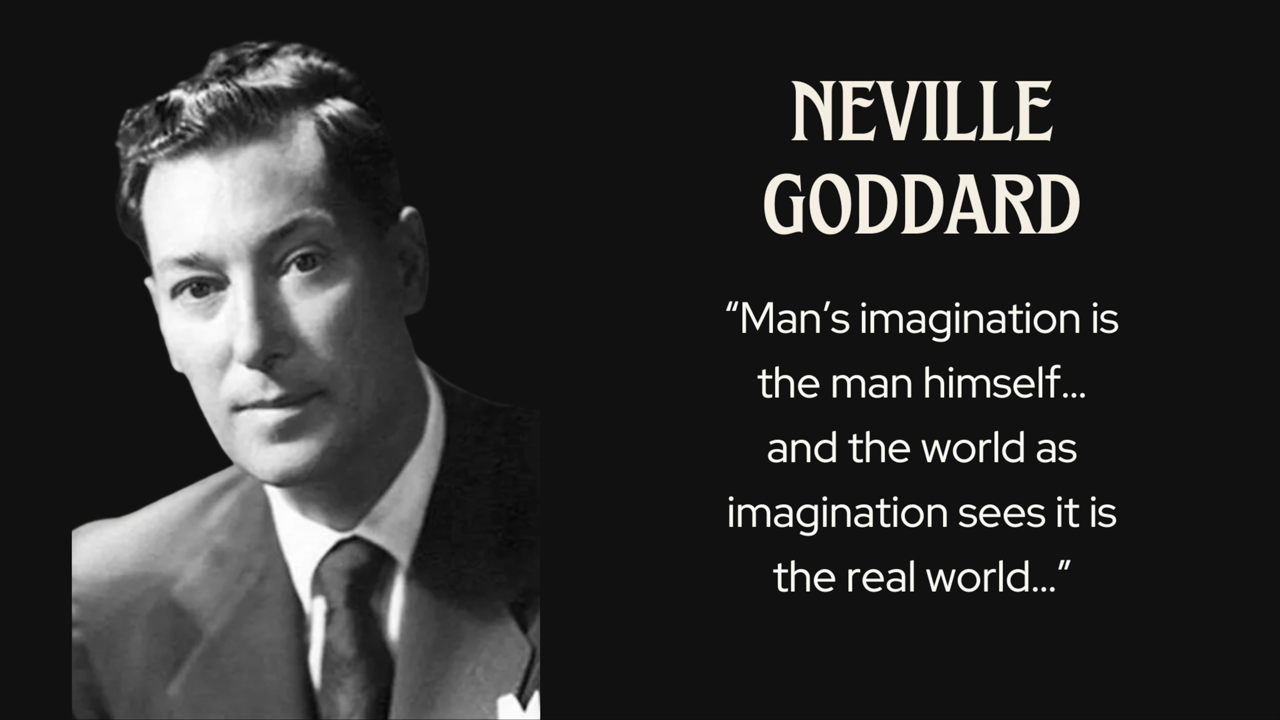 NEVILLE
GODDARD
“Man’s imagination is
the man himself...
and the world as
imagination sees it is
the real world...”